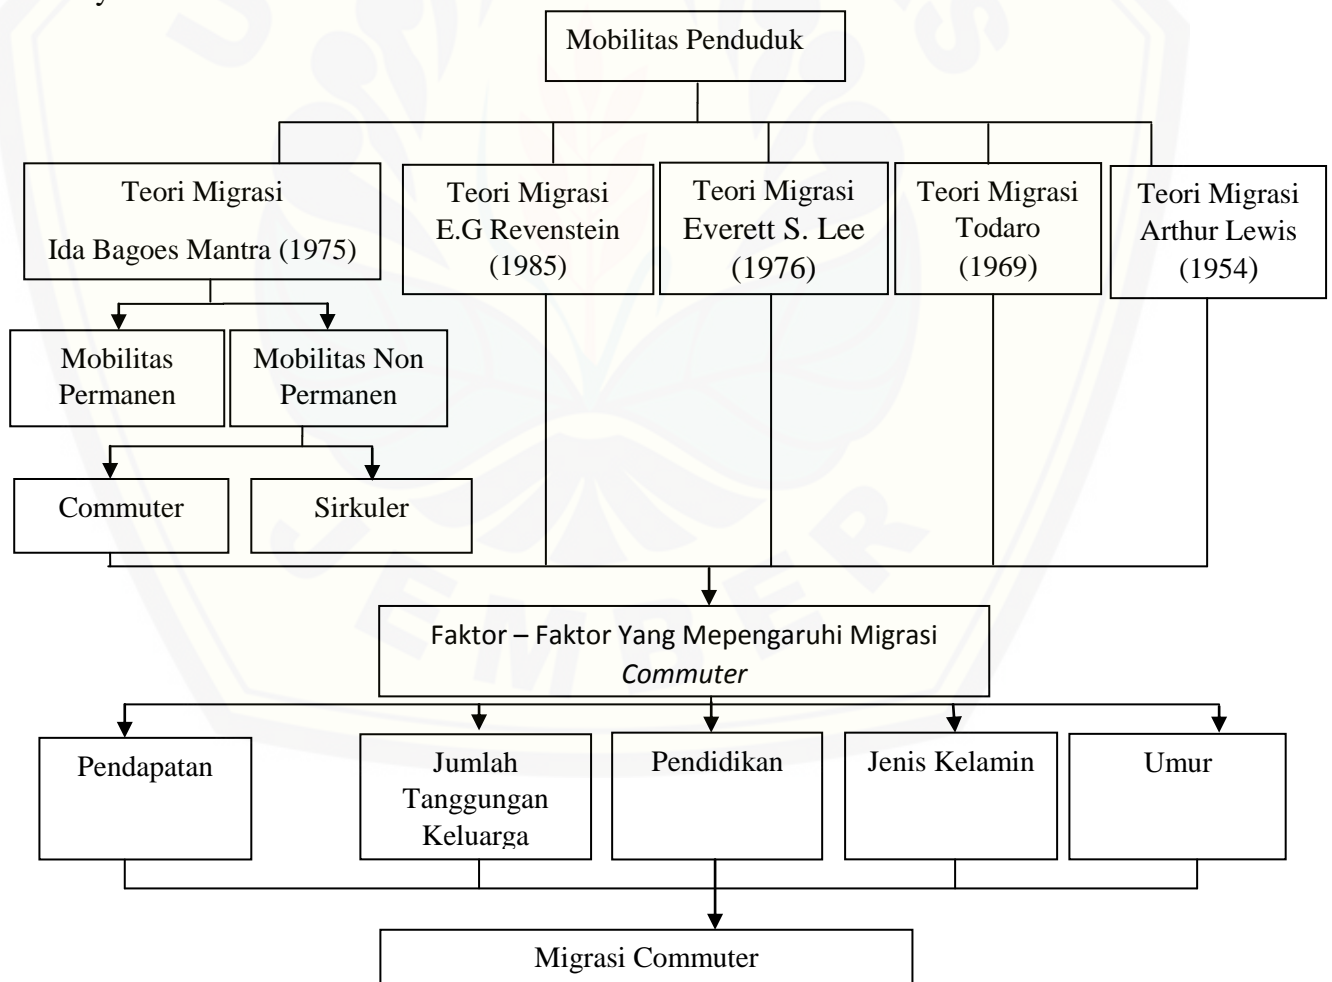 Mobilitas Penduduk
Teori Migrasi
Ida Bagoes Mantra (1975)
Teori Migrasi
E.G Revenstein
(1985)
Teori Migrasi
Everett S. Lee
(1976)
Teori Migrasi
Todaro
(1969)
Teori Migrasi
Arthur Lewis
(1954)
Mobilitas
Permanen
Mobilitas Non
Permanen
Commuter
Sirkuler
JEMBER
Faktor – Faktor Yang Mepengaruhi Migrasi
Commuter
Pendapatan
Jumlah
Tanggungan
Keluarga
Pendidikan
Jenis Kelamin
Umur
Migrasi Commuter